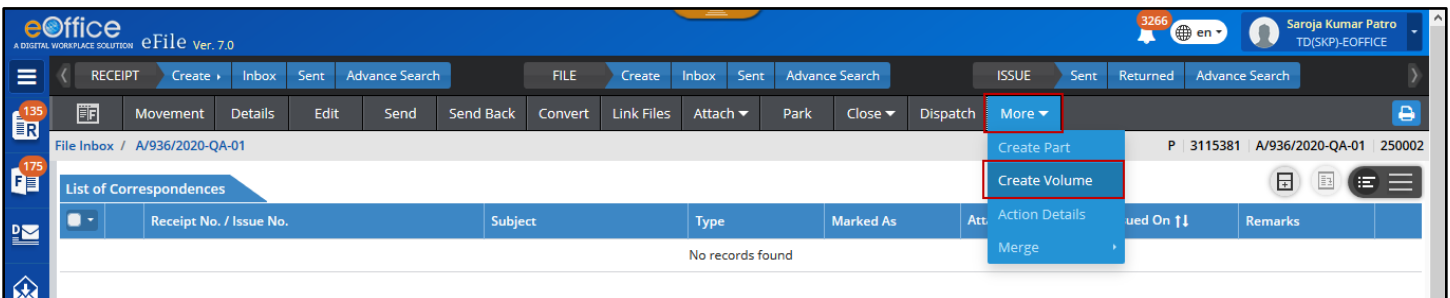 eOffice
A DIGITAL WORKPLACE SOLUTION eFile Ver. 7.0
3266 en Saroja Kumar Patro
TD(SKP)-EOFFICE
RECEIPT Create Inbox Sent Advance Search FILE Create Inbox Sent Advance Search ISSUE Sent Returned Advance Search
135 R F Movement Details Edit Send Send Back Convert Link Files Attach Park Close Dispatch More
File Inbox / A/936/2020-QA-01 Create Part P 3115381 A/936/2020-QA-01 250002
175 F List of Correspondences Create Volume
Receipt No. / Issue No. Subject Type Marked As Att Action Details ued On Remarks
D No records found Merge